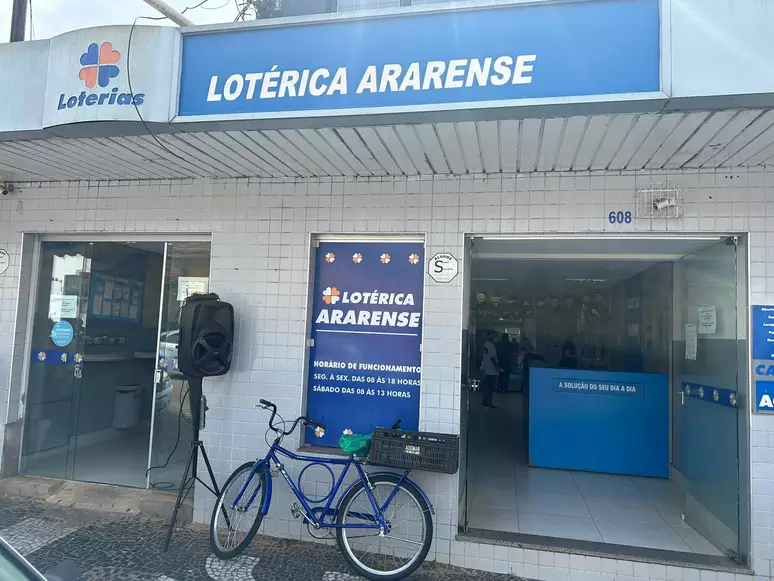 Loterias
LOTÉRICA ARARENSE
608
ALARME
LOTÉRICA
ARARENSE
HORÁRIO DE FUNCIONAMENTO
SEG. À SEX. DAS 08 ÀS 18 HORAS
SÁBADO DAS 08 ÀS 13 HORAS
A SOLUÇÃO DO SEU DIA A DIA